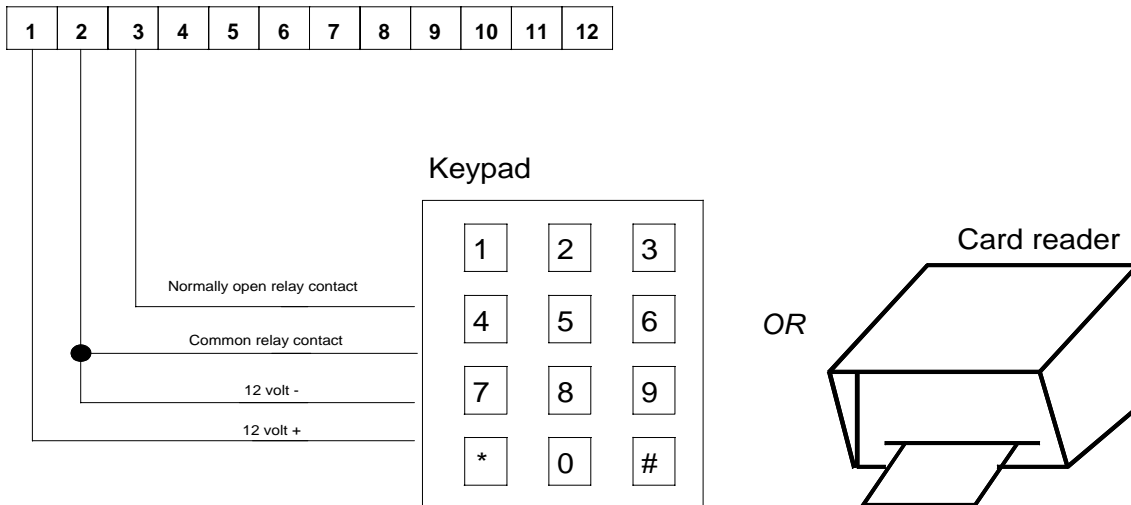 1 2 3 4 5 6 7 8 9 10 11 12
Keypad
1 2 3
Card reader
Normally open relay contact
4 5 6
OR
Common relay contact
12 volt -
7 8 9
12 volt +
* 0 #